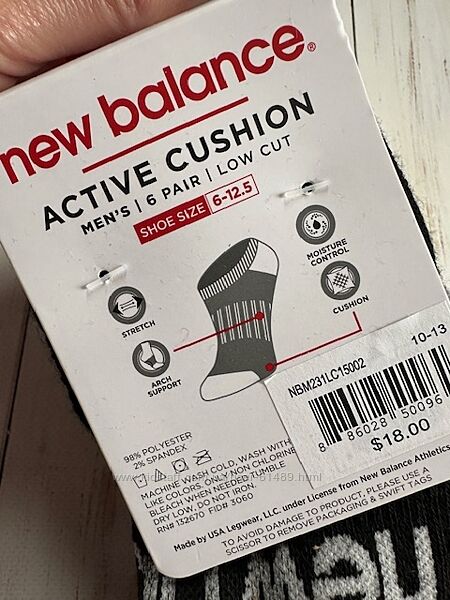 new balance®
ACTIVE CUSHION
MEN'S | 6 PAIR | LOW CUT
SHOE SIZE 6-12.5
MOISTURE
CONTROL
STRETCH
CUSHION
ARCH
SUPPORT
10-13
NBM231LC15002
8 86028 50096
$18.00
98% POLYESTER
2% SPANDEX
MACHINE WASH COLD, WASH WITH
LIKE COLORS. ONLY NON CHLORINE
BLEACH WHEN NEEDED. TUMBLE
DRY LOW, DO NOT IRON.
RN# 132670 FID# 3060
Made by USA Legwear, LLC. under License from New Balance Athletics
TO AVOID DAMAGE TO PRODUCT, PLEASE USE A
SCISSOR TO REMOVE PACKAGING & SWIFT TAGS
new